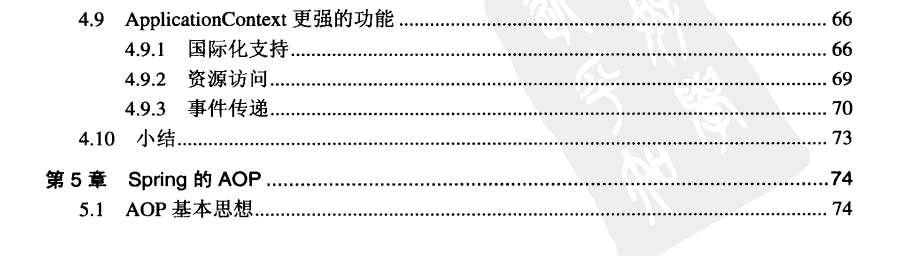 4.9 ApplicationContext 更强的功能 ........ 66
4.9.1 国际化支持 ........ 66
4.9.2 资源访问 ........ 69
4.9.3 事件传递 ........ 70
4.10 小结 ........ 73
第 5 章 Spring 的 AOP ........ 74
5.1 AOP 基本思想 ........ 74